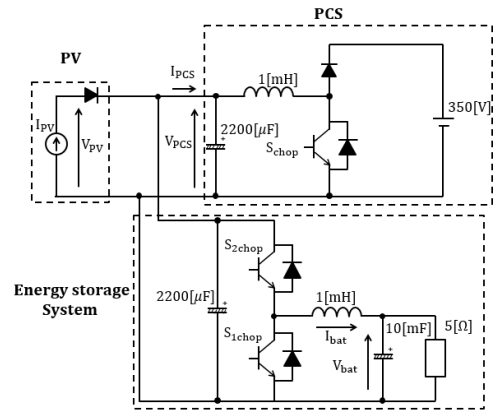 PCS
PV
I_PCS
1[mH]
I_PV
V_PV
V_PCS
2200[μF]
+
S_chop
350[V]
Energy storage
System
S_2chop
2200[μF]
+
S_1chop
1[mH]
I_bat
V_bat
10[mF]
+
5[Ω]